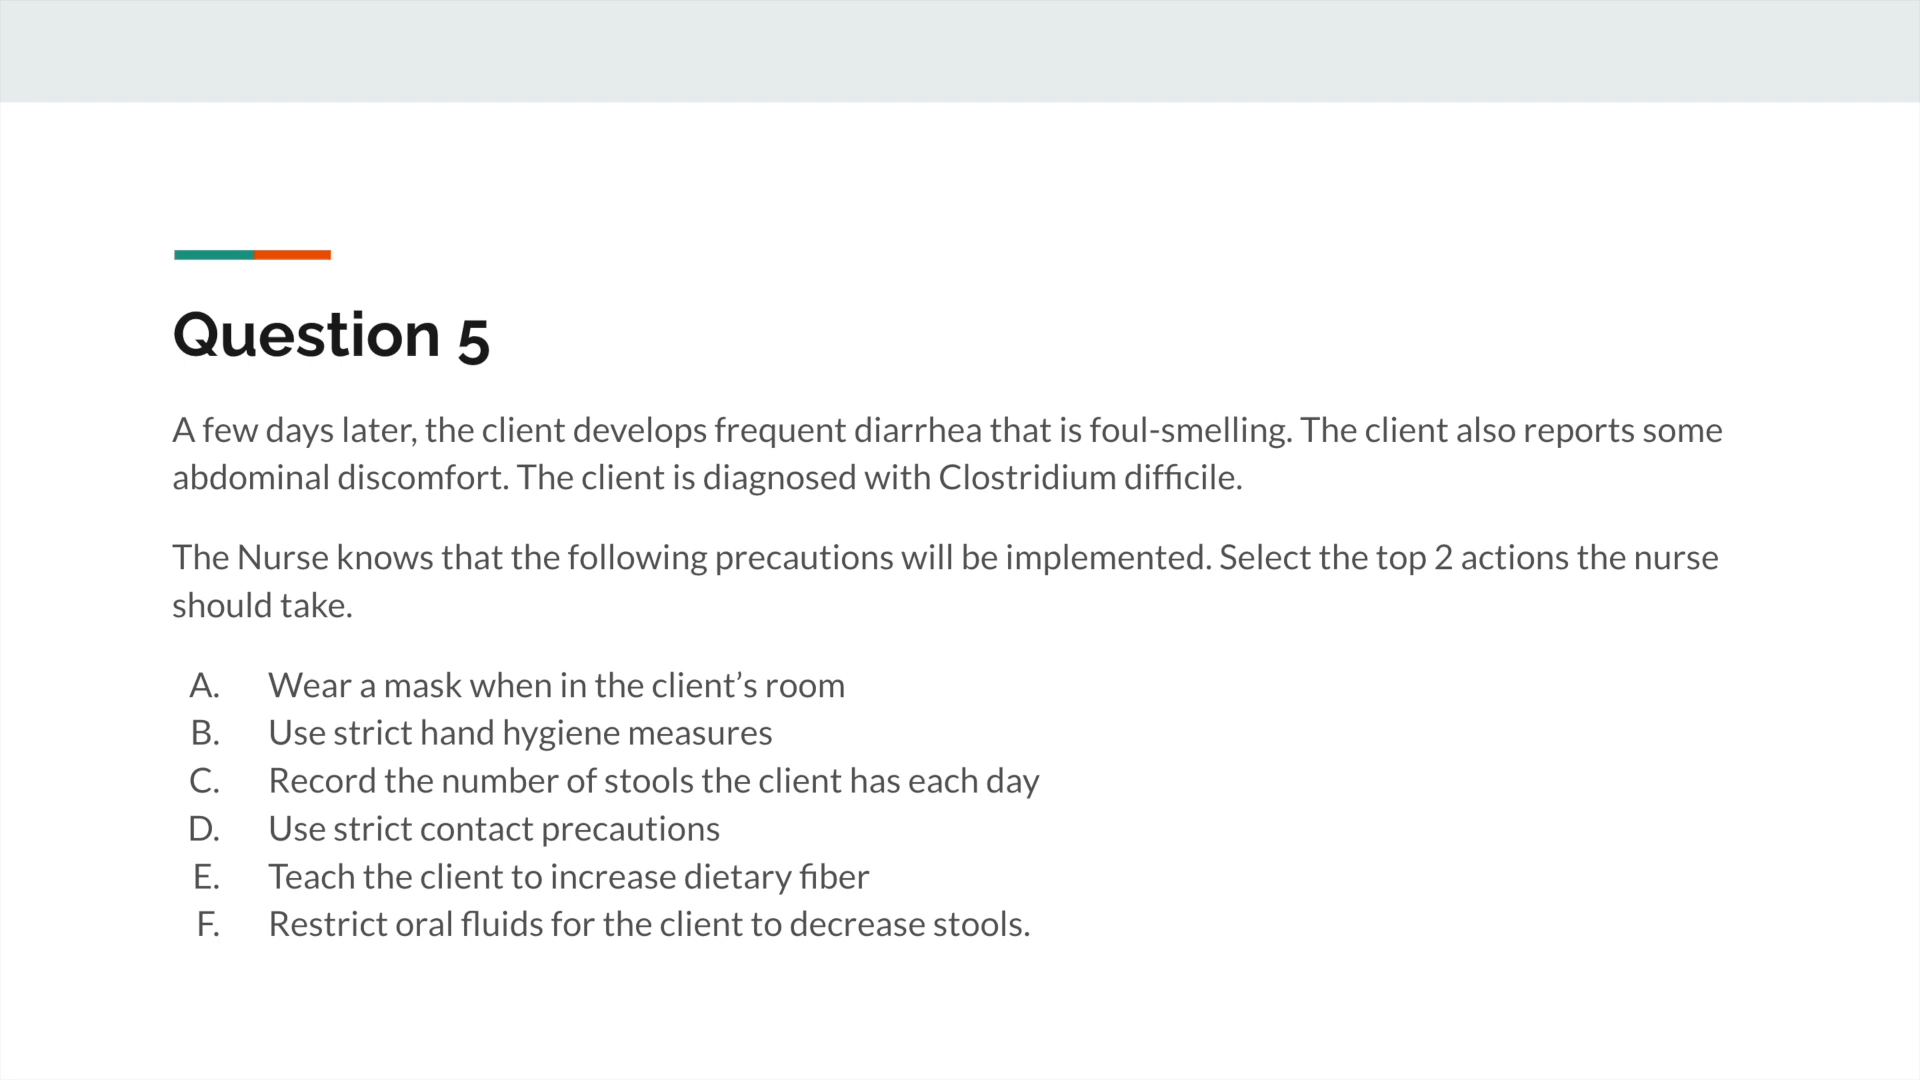 Question 5
A few days later, the client develops frequent diarrhea that is foul-smelling. The client also reports some
abdominal discomfort. The client is diagnosed with Clostridium difficile.
The Nurse knows that the following precautions will be implemented. Select the top 2 actions the nurse
should take.
A. Wear a mask when in the client’s room
B. Use strict hand hygiene measures
C. Record the number of stools the client has each day
D. Use strict contact precautions
E. Teach the client to increase dietary fiber
F. Restrict oral fluids for the client to decrease stools.